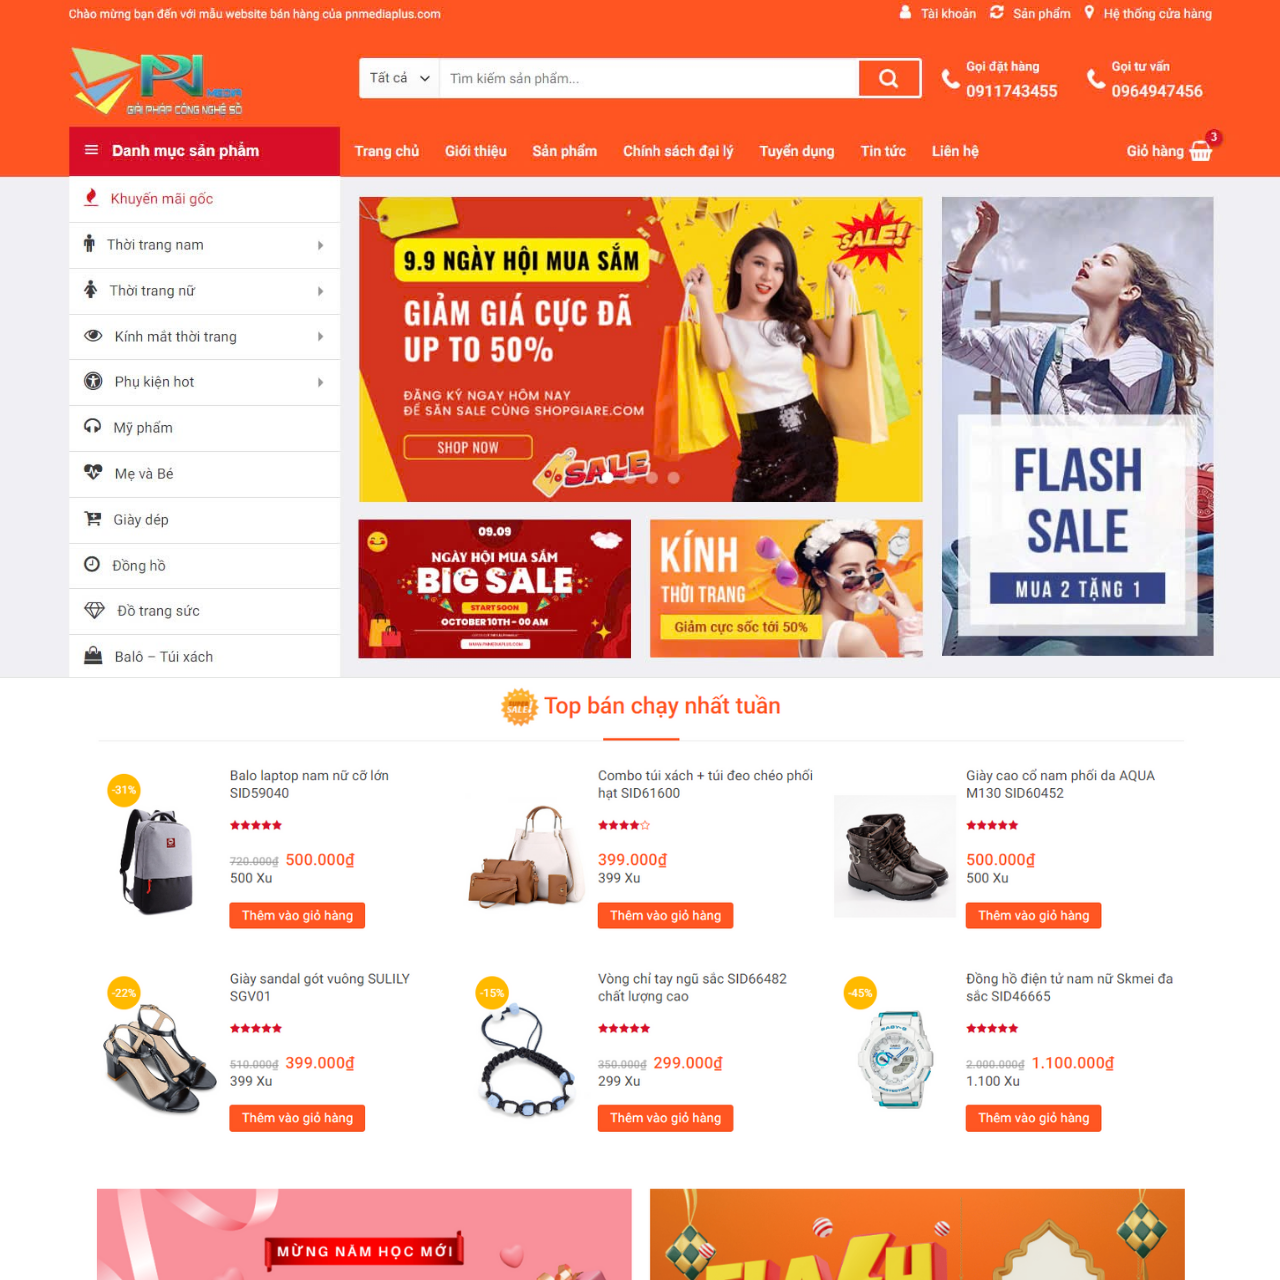 Chào mừng bạn đến với mẫu website bán hàng của pnmediaplus.com
Tài khoản
Sản phẩm
Hệ thống cửa hàng
PN
MEDIA
GIẢI PHÁP CÔNG NGHỆ SỐ
Tất cả
Tìm kiếm sản phẩm...
Gọi đặt hàng
0911743455
Gọi tư vấn
0964947456
Danh mục sản phẩm
Trang chủ
Giới thiệu
Sản phẩm
Chính sách đại lý
Tuyển dụng
Tin tức
Liên hệ
Giỏ hàng
3
Khuyến mãi gốc
Thời trang nam
Thời trang nữ
Kính mắt thời trang
Phụ kiện hot
Mỹ phẩm
Mẹ và Bé
Giày dép
Đồng hồ
Đồ trang sức
Balô – Túi xách
9.9 NGÀY HỘI MUA SẮM
GIẢM GIÁ CỰC ĐÃ
UP TO 50%
ĐĂNG KÝ NGAY HÔM NAY
ĐỂ SĂN SALE CÙNG SHOPGIARE.COM
SHOP NOW
% SALE
SALE!
09.09
NGÀY HỘI MUA SẮM
BIG SALE
START SOON
OCTOBER 10TH – 00 AM
WWW.PNMEDIAPLUS.COM
KÍNH
THỜI TRANG
Giảm cực sốc tới 50%
FLASH
SALE
MUA 2 TẶNG 1
SUPER
SALE!
Top bán chạy nhất tuần
-31%
Balo laptop nam nữ cỡ lớn
SID59040
720.000₫ 500.000₫
500 Xu
Thêm vào giỏ hàng
Combo túi xách + túi đeo chéo phối
hạt SID61600
399.000₫
399 Xu
Thêm vào giỏ hàng
Giày cao cổ nam phối da AQUA
M130 SID60452
500.000₫
500 Xu
Thêm vào giỏ hàng
-22%
Giày sandal gót vuông SULILY
SGV01
510.000₫ 399.000₫
399 Xu
Thêm vào giỏ hàng
-15%
Vòng chỉ tay ngũ sắc SID66482
chất lượng cao
350.000₫ 299.000₫
299 Xu
Thêm vào giỏ hàng
-45%
BABY-G
Đồng hồ điện tử nam nữ Skmei đa
sắc SID46665
2.000.000₫ 1.100.000₫
1.100 Xu
Thêm vào giỏ hàng
MỪNG NĂM HỌC MỚI
FLASH